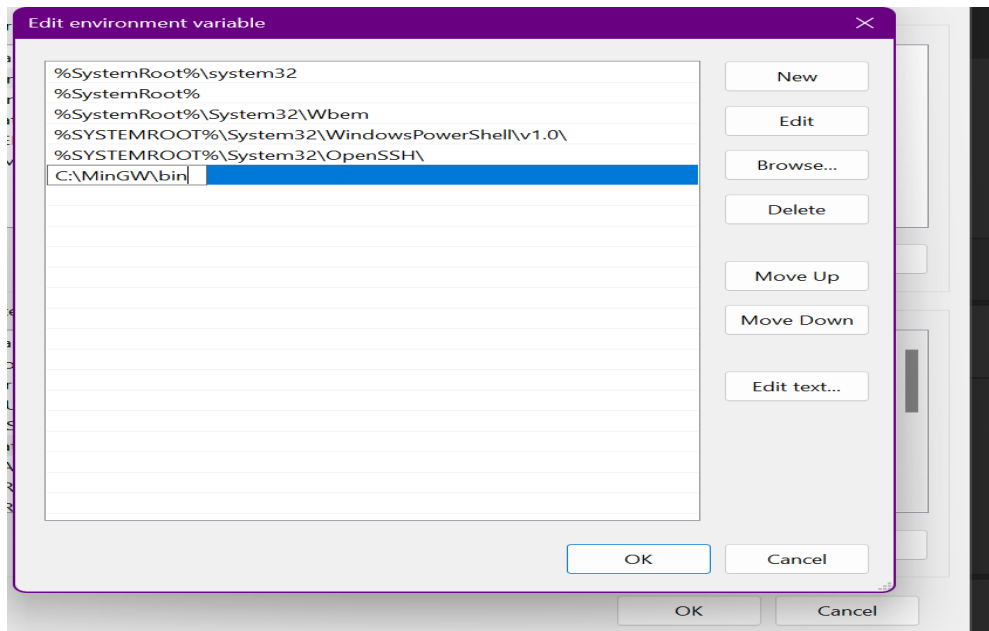 Edit environment variable
%SystemRoot%\system32
%SystemRoot%
%SystemRoot%\System32\Wbem
%SYSTEMROOT%\System32\WindowsPowerShell\v1.0\
%SYSTEMROOT%\System32\OpenSSH\
C:\MinGW\bin
New
Edit
Browse...
Delete
Move Up
Move Down
Edit text...
OK
Cancel
OK
Cancel